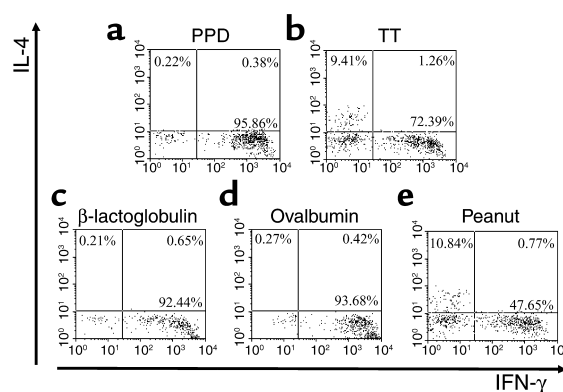 IL-4
a
PPD
0.22%
0.38%
95.86%
10⁰ 10¹ 10² 10³ 10⁴
10⁰ 10¹ 10² 10³ 10⁴
b
TT
9.41%
1.26%
72.39%
10⁰ 10¹ 10² 10³ 10⁴
10⁰ 10¹ 10² 10³ 10⁴
c
β-lactoglobulin
0.21%
0.65%
92.44%
10⁰ 10¹ 10² 10³ 10⁴
10⁰ 10¹ 10² 10³ 10⁴
d
Ovalbumin
0.27%
0.42%
93.68%
10⁰ 10¹ 10² 10³ 10⁴
10⁰ 10¹ 10² 10³ 10⁴
e
Peanut
10.84%
0.77%
47.65%
10⁰ 10¹ 10² 10³ 10⁴
10⁰ 10¹ 10² 10³ 10⁴
IFN-γ